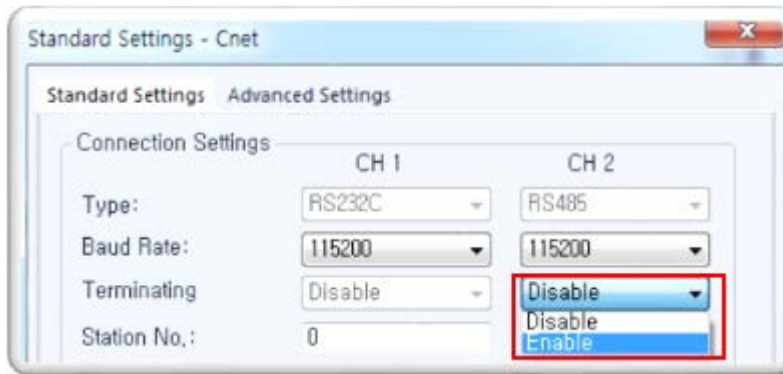 Standard Settings - Cnet
Standard Settings Advanced Settings
Connection Settings
CH 1 CH 2
Type: RS232C RS485
Baud Rate: 115200 115200
Terminating Disable Disable
Disable
Station No.: 0 Enable